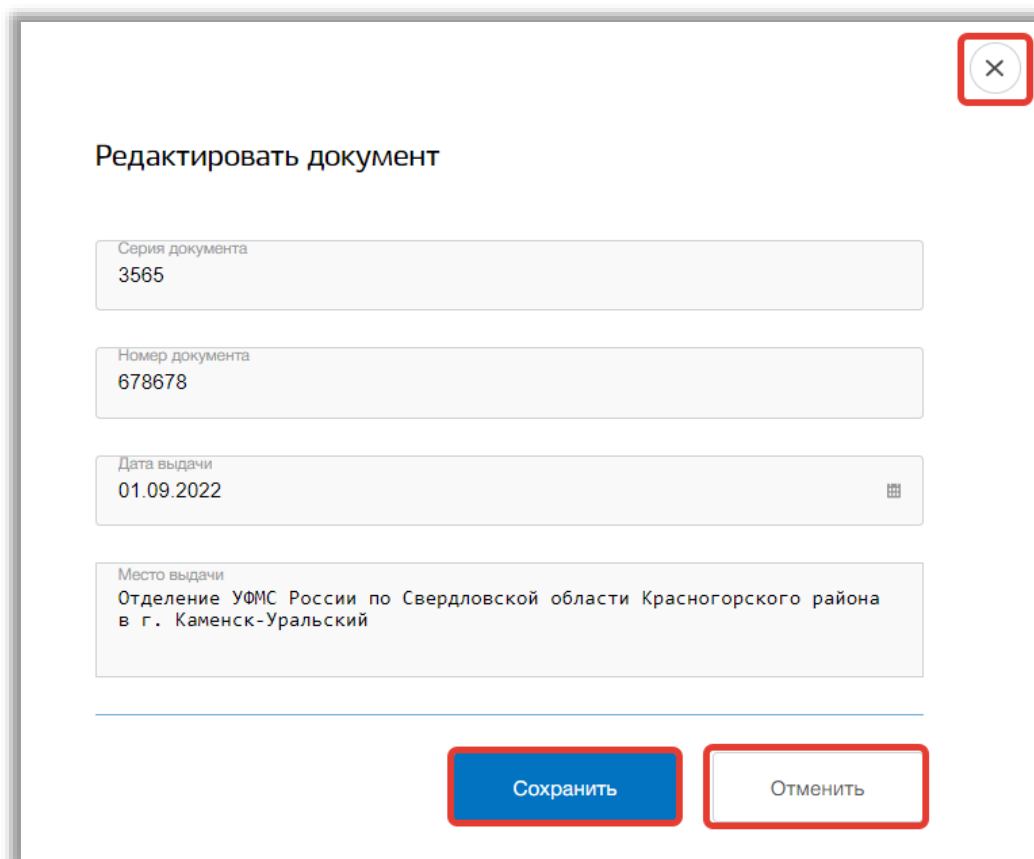 Редактировать документ
Серия документа
3565
Номер документа
678678
Дата выдачи
01.09.2022
Место выдачи
Отделение УФМС России по Свердловской области Красногорского района
в г. Каменск-Уральский
Сохранить
Отменить